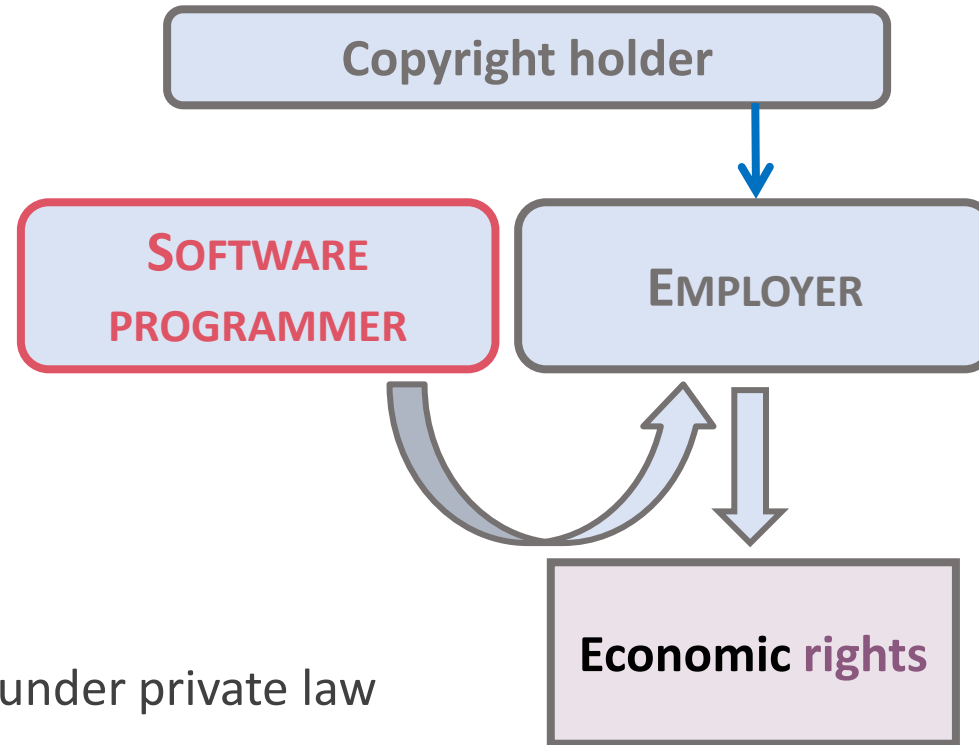 Copyright holder
SOFTWARE
PROGRAMMER
EMPLOYER
Economic rights
under private law